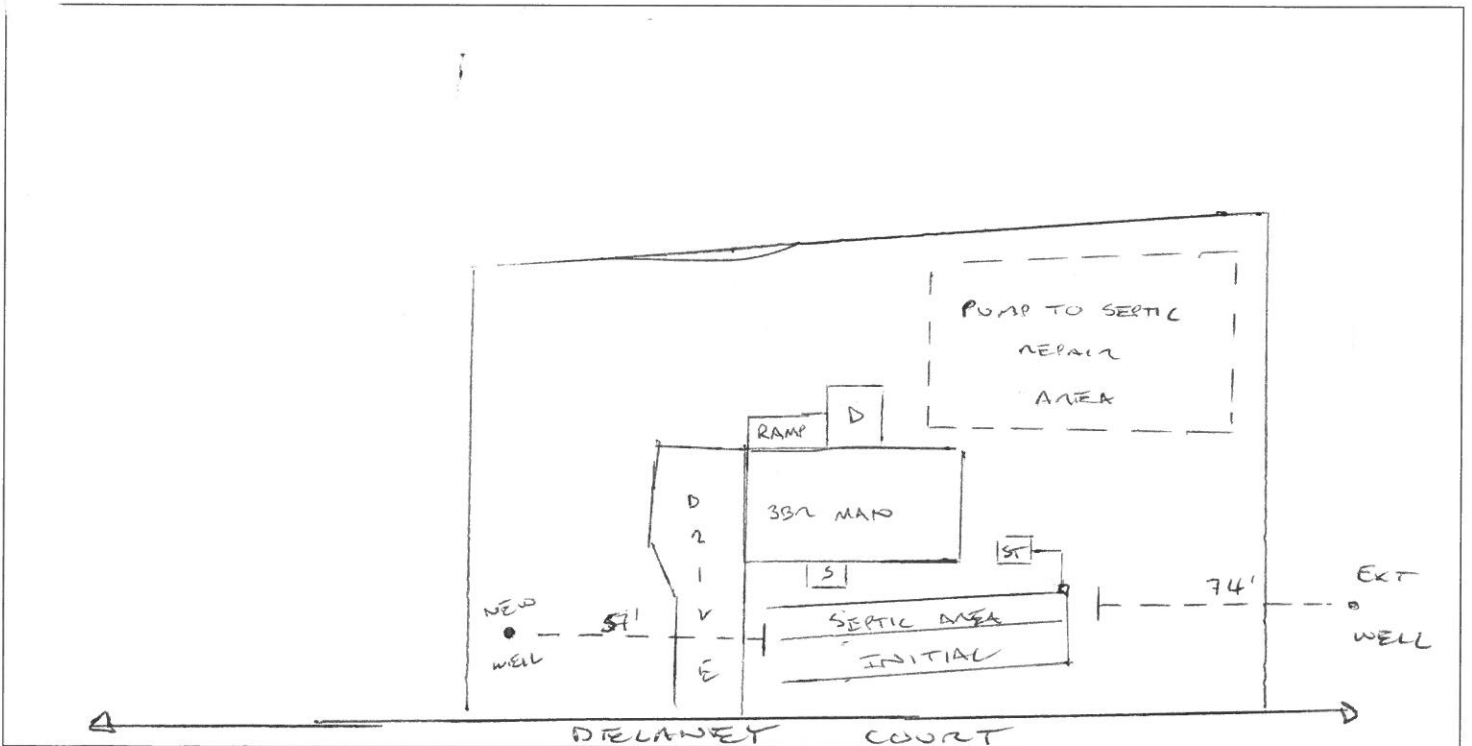 PUMP TO SEPTIC
REPAIR
AREA
D
RAMP
3BR
DRIVE
ST
S
74'
EXT
WELL
NEW
WELL
57'
SEPTIC AREA
INITIAL
DELANEY COURT